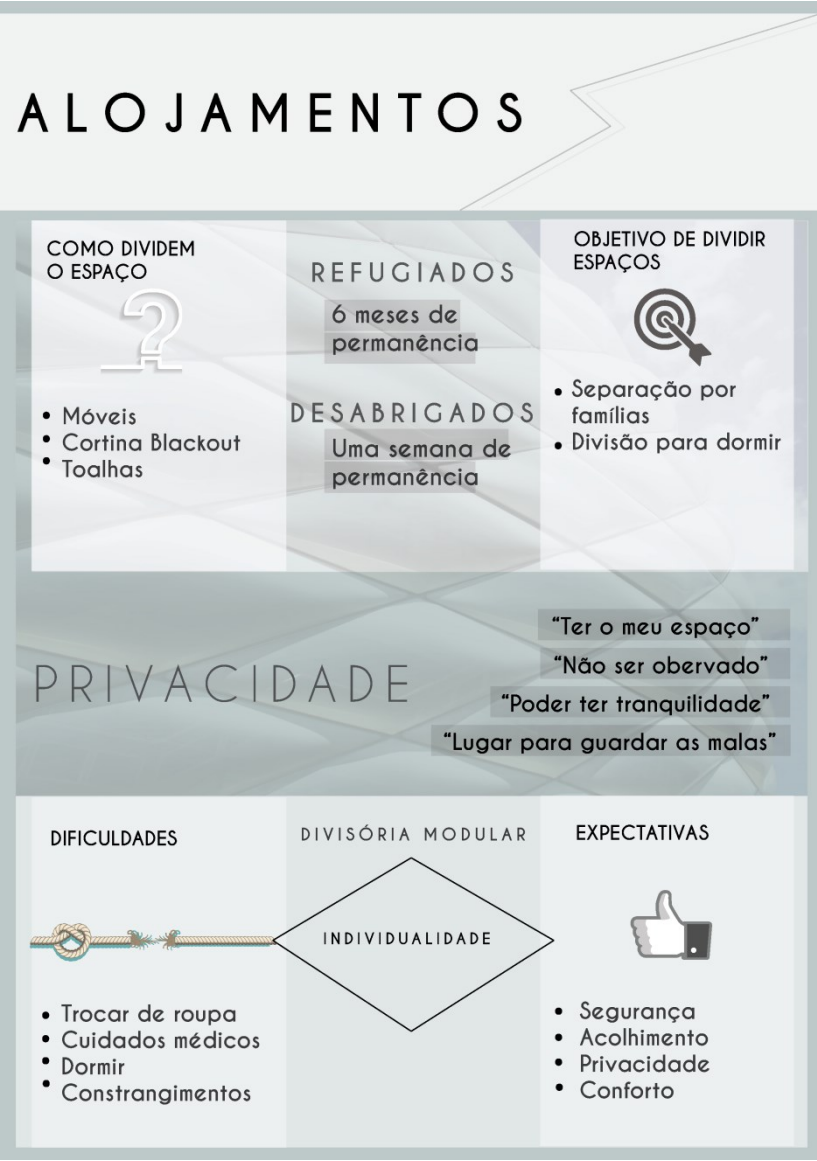 ALOJAMENTOS
COMO DIVIDEM
O ESPAÇO
• Móveis
• Cortina Blackout
• Toalhas
REFUGIADOS
6 meses de
permanência
DESABRIGADOS
Uma semana de
permanência
OBJETIVO DE DIVIDIR
ESPAÇOS
• Separação por
famílias
• Divisão para dormir
PRIVACIDADE
“Ter o meu espaço”
“Não ser obervado”
“Poder ter tranquilidade”
“Lugar para guardar as malas”
DIFICULDADES
• Trocar de roupa
• Cuidados médicos
• Dormir
• Constrangimentos
DIVISÓRIA MODULAR
INDIVIDUALIDADE
EXPECTATIVAS
• Segurança
• Acolhimento
• Privacidade
• Conforto